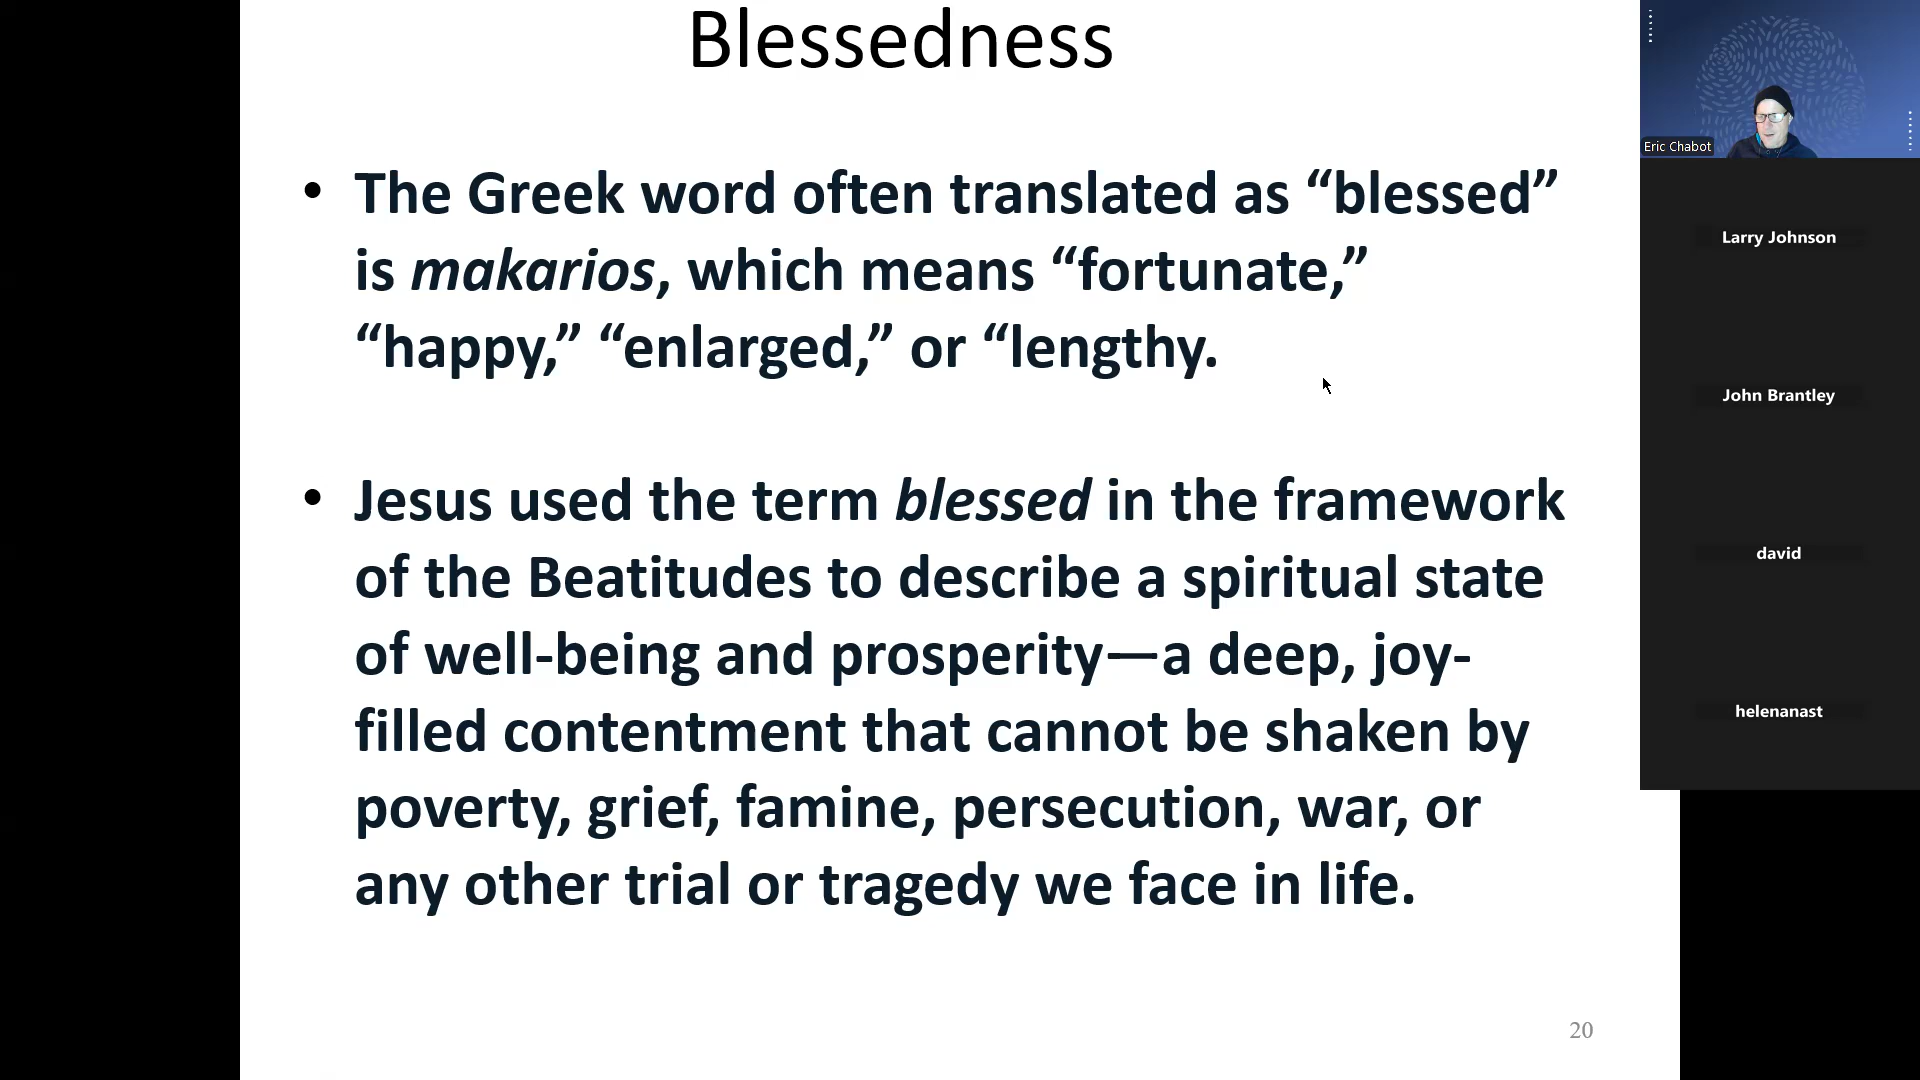 Blessedness
• The Greek word often translated as “blessed”
is makarios, which means “fortunate,”
“happy,” “enlarged,” or “lengthy.
• Jesus used the term blessed in the framework
of the Beatitudes to describe a spiritual state
of well-being and prosperity—a deep, joy-
filled contentment that cannot be shaken by
poverty, grief, famine, persecution, war, or
any other trial or tragedy we face in life.
20
Eric Chabot
Larry Johnson
John Brantley
david
helenanast